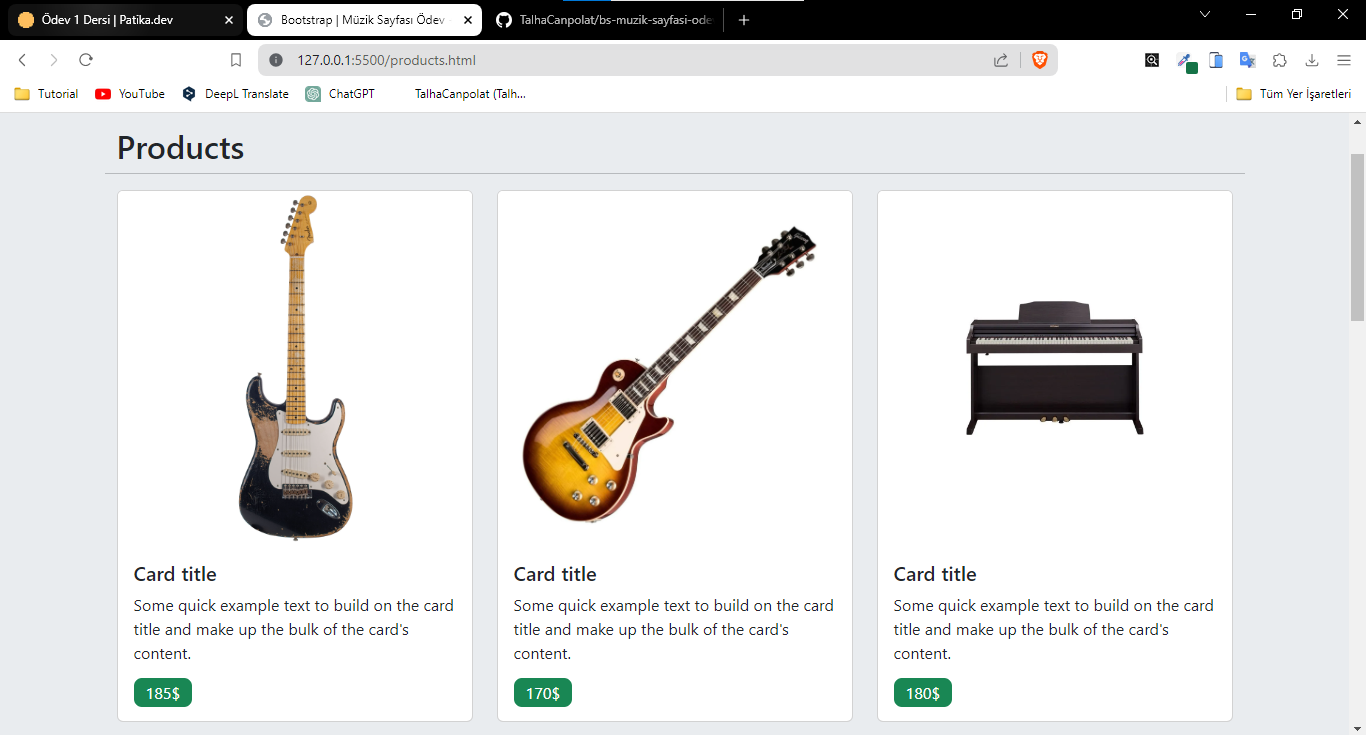 Ödev 1 Dersi | Patika.dev
Bootstrap | Müzik Sayfası Ödev
TalhaCanpolat/bs-muzik-sayfasi-ode
127.0.0.1:5500/products.html
Tutorial
YouTube
DeepL Translate
ChatGPT
TalhaCanpolat (Talh...
Tüm Yer İşaretleri
Products
Card title
Some quick example text to build on the card
title and make up the bulk of the card's
content.
185$
Card title
Some quick example text to build on the card
title and make up the bulk of the card's
content.
170$
Card title
Some quick example text to build on the card
title and make up the bulk of the card's
content.
180$